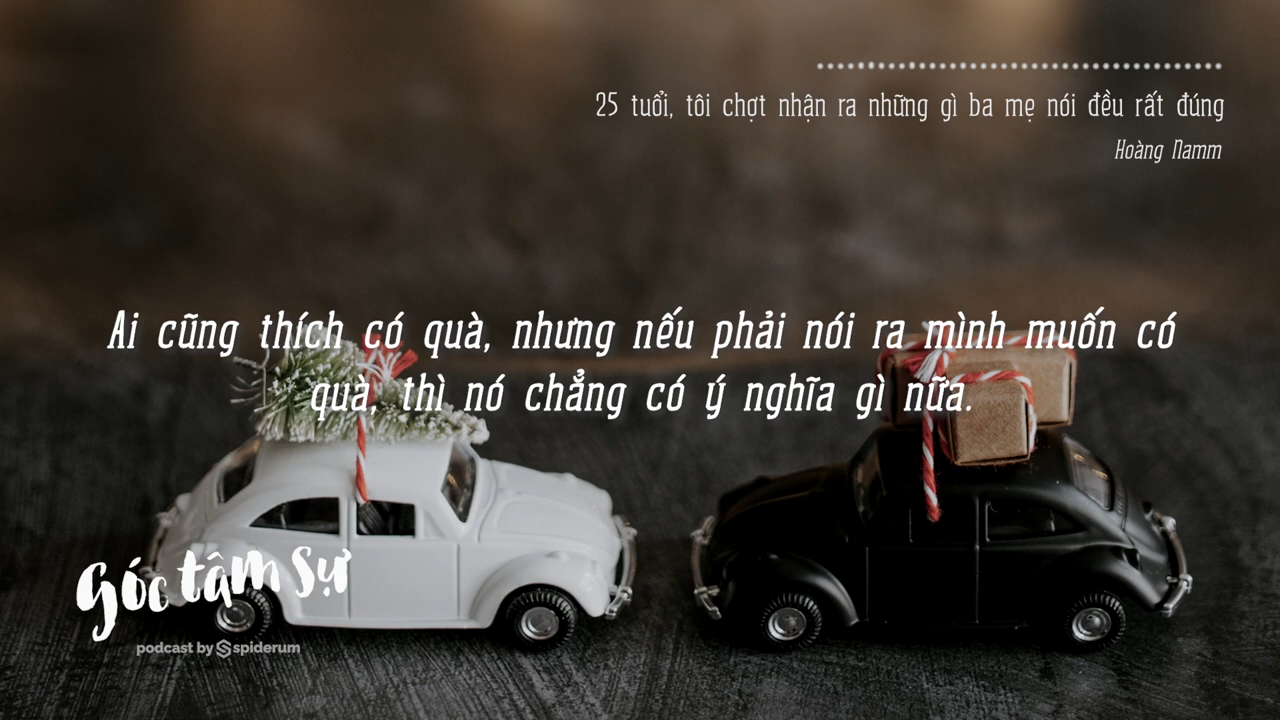 25 tuổi, tôi chợt nhận ra những gì ba mẹ nói đều rất đúng
Hoàng Namm
Ai cũng thích có quà, nhưng nếu phải nói ra mình muốn có
quà, thì nó chẳng có ý nghĩa gì nữa.
góc tâm sự
podcast by spiderum